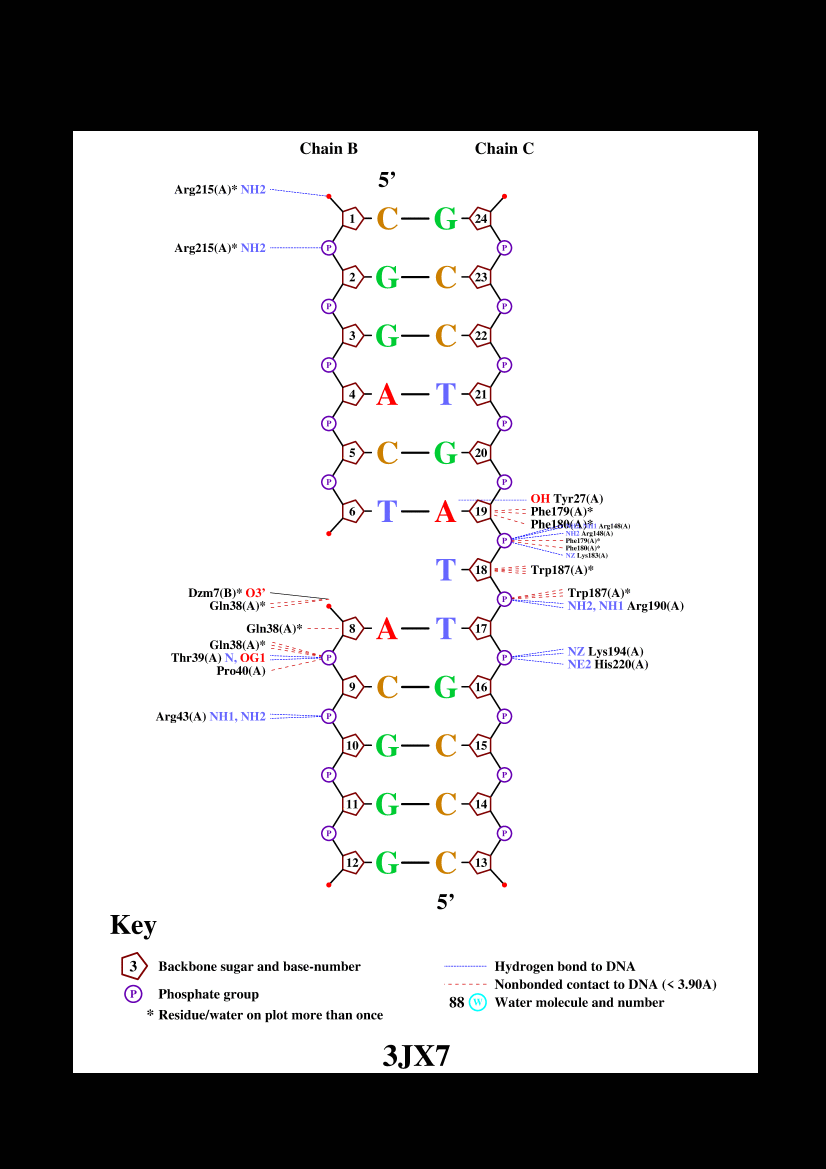 Chain B Chain C
5’
Arg215(A)* NH2
1 C G 24
Arg215(A)* NH2 P P
2 G C 23
P P
3 G C 22
P P
4 A T 21
P P
5 C G 20
P P
OH Tyr27(A)
6 T A 19 Phe179(A)*
Phe180(A)*
NH1 Arg148(A)
NH2 Arg148(A)
P Phe179(A)*
Phe180(A)*
NZ Lys183(A)
T 18 Trp187(A)*
Dzm7(B)* O3' Trp187(A)*
P
Gln38(A)* NH2, NH1 Arg190(A)
Gln38(A)* 8 A T 17
Gln38(A)* NZ Lys194(A)
Thr39(A) N, OG1 P P
Pro40(A) NE2 His220(A)
9 C G 16
Arg43(A) NH1, NH2 P P
10 G C 15
P P
11 G C 14
P P
12 G C 13
5’
Key
3 Backbone sugar and base-number
P Phosphate group
* Residue/water on plot more than once
Hydrogen bond to DNA
Nonbonded contact to DNA (< 3.90A)
88 W Water molecule and number
3JX7